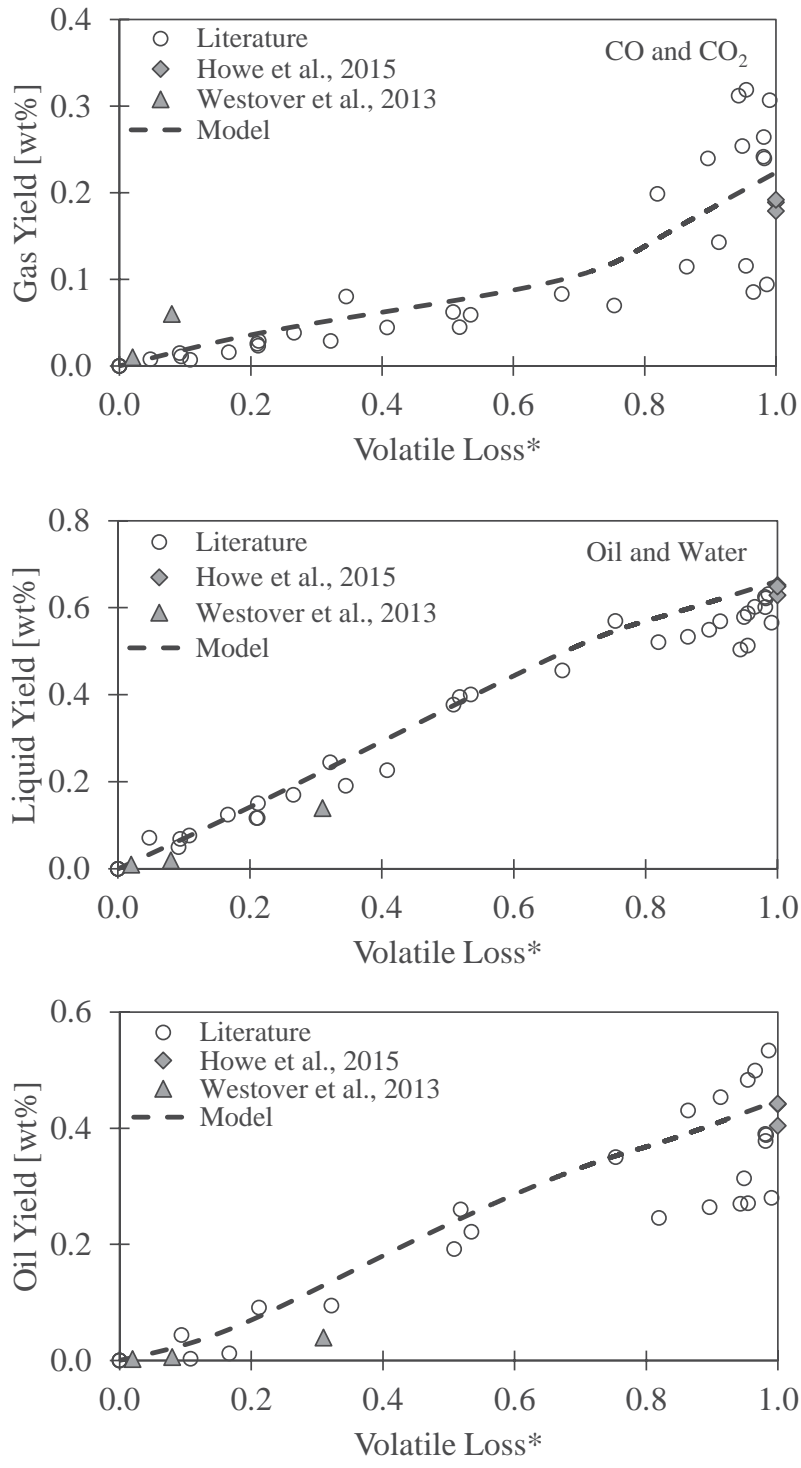 0.4
Literature
CO and CO₂
Howe et al., 2015
Westover et al., 2013
Model
0.3
0.2
0.1
0.0
Gas Yield [wt%]
0.0 0.2 0.4 0.6 0.8 1.0
Volatile Loss*
0.8
Literature
Oil and Water
Howe et al., 2015
Westover et al., 2013
Model
0.6
0.4
0.2
0.0
Liquid Yield [wt%]
0.0 0.2 0.4 0.6 0.8 1.0
Volatile Loss*
0.6
Literature
Howe et al., 2015
Westover et al., 2013
Model
0.4
0.2
0.0
Oil Yield [wt%]
0.0 0.2 0.4 0.6 0.8 1.0
Volatile Loss*